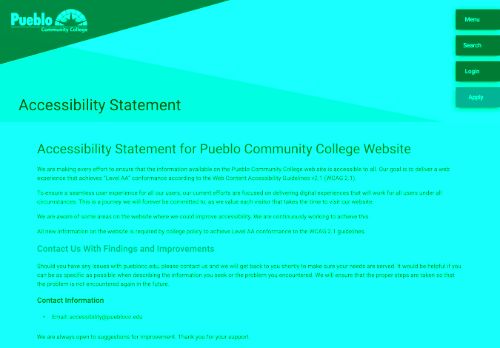 Pueblo
Community College
Menu
Search
Login
Apply
Accessibility Statement
Accessibility Statement for Pueblo Community College Website
We are making every effort to ensure that the information available on the Pueblo Community College web site is accessible to all. Our goal is to deliver a web
experience that achieves "Level AA" conformance according to the Web Content Accessibility Guidelines v2.1 (WCAG 2.1).
To ensure a seamless user experience for all our users, our current efforts are focused on delivering digital experiences that will work for all users under all
circumstances. This is a journey we will forever be committed to, as we value each visitor that takes the time to visit our website.
We are aware of some areas on the website where we could improve accessibility. We are continuously working to achieve this.
All new information on the website is required by college policy to achieve Level AA conformance to the WCAG 2.1 guidelines.
Contact Us With Findings and Improvements
Should you have any issues with pueblocc.edu please contact us and we will get back to you shortly to make sure your needs are served. It would be helpful if you
can be as specific as possible when describing the information you seek or the problem you encountered. We will ensure that the proper steps are taken so that
the problem is not encountered again in the future.
Contact Information
Email: accessibility@pueblocc.edu
We are always open to suggestions for improvement. Thank you for your support.